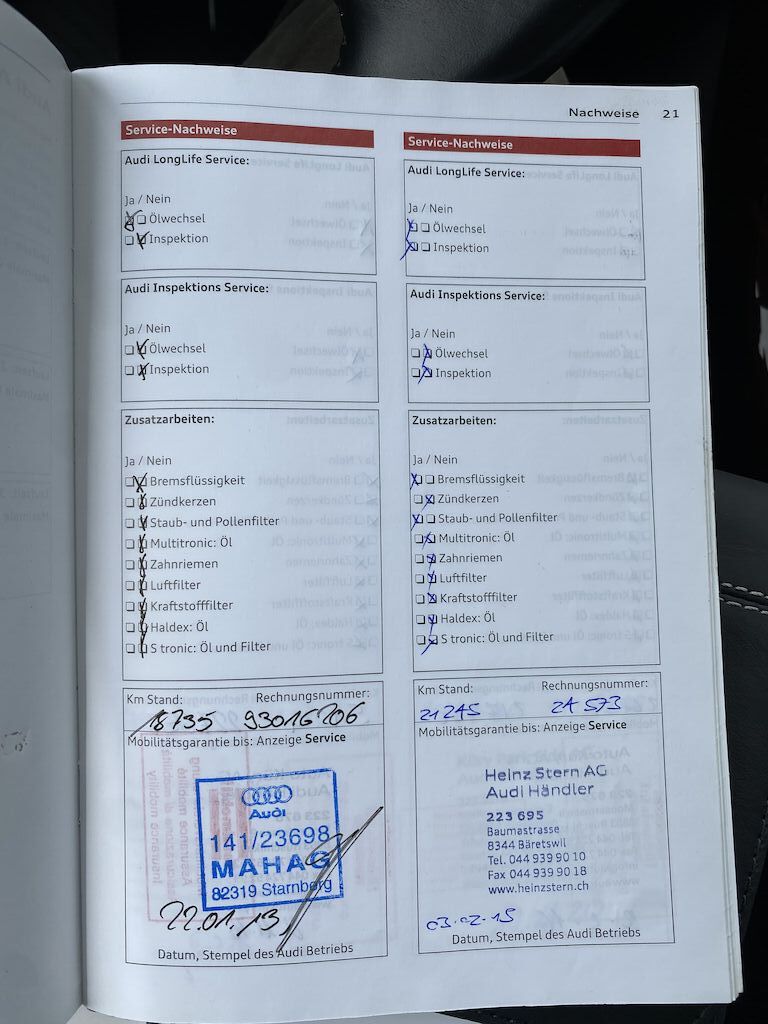 Nachweise 21
Service-Nachweise
Audi LongLife Service:
Ja / Nein
Ölwechsel
Inspektion
Audi Inspektions Service:
Ja / Nein
Ölwechsel
Inspektion
Zusatzarbeiten:
Ja / Nein
Bremsflüssigkeit
Zündkerzen
Staub- und Pollenfilter
Multitronic: Öl
Zahnriemen
Luftfilter
Kraftstofffilter
Haldex: Öl
S tronic: Öl und Filter
Km Stand: Rechnungsnummer:
18735 93016206
Mobilitätsgarantie bis: Anzeige Service
Audi
141/23698
MAHAG
82319 Starnberg
22.01.13
Datum, Stempel des Audi Betriebs
Service-Nachweise
Audi LongLife Service:
Ja / Nein
Ölwechsel
Inspektion
Audi Inspektions Service:
Ja / Nein
Ölwechsel
Inspektion
Zusatzarbeiten:
Ja / Nein
Bremsflüssigkeit
Zündkerzen
Staub- und Pollenfilter
Multitronic: Öl
Zahnriemen
Luftfilter
Kraftstofffilter
Haldex: Öl
S tronic: Öl und Filter
Km Stand: Rechnungsnummer:
21245 24573
Mobilitätsgarantie bis: Anzeige Service
Heinz Stern AG
Audi Händler
223 695
Baumastrasse
8344 Bäretswil
Tel. 044 939 90 10
Fax 044 939 90 18
www.heinzstern.ch
03.02.15
Datum, Stempel des Audi Betriebs